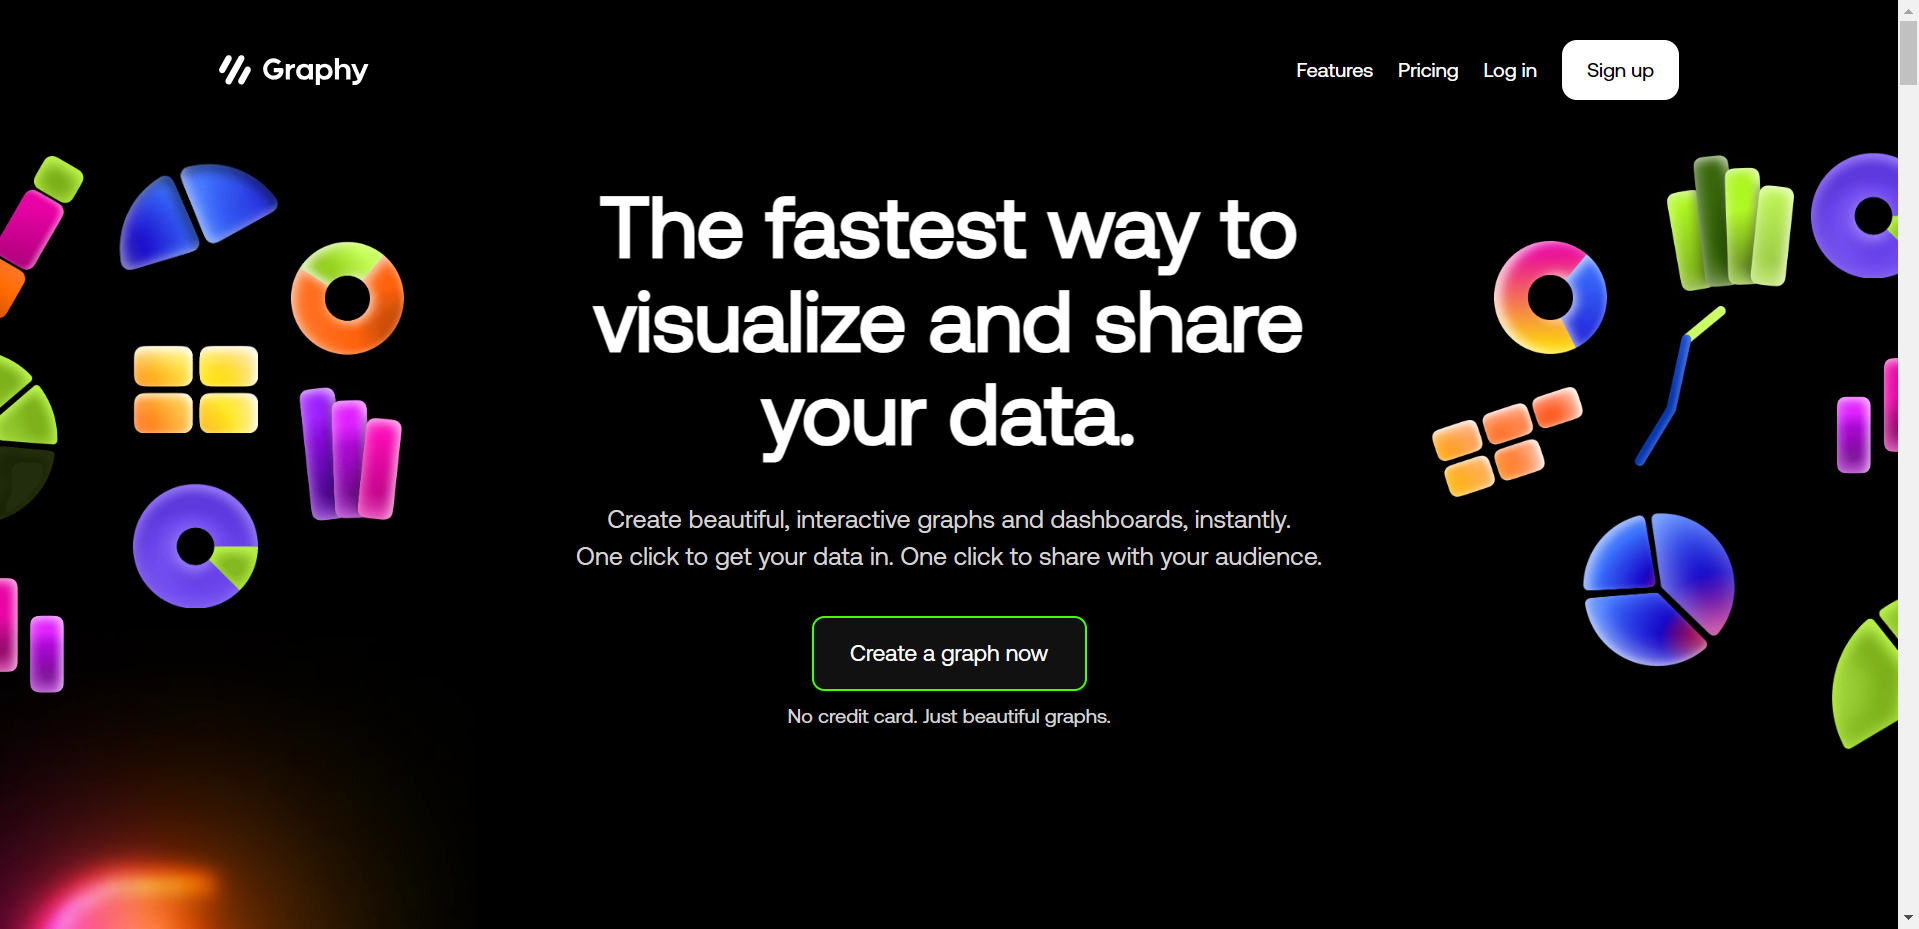 Graphy
Features Pricing Log in Sign up
The fastest way to
visualize and share
your data.
Create beautiful, interactive graphs and dashboards, instantly.
One click to get your data in. One click to share with your audience.
Create a graph now
No credit card. Just beautiful graphs.